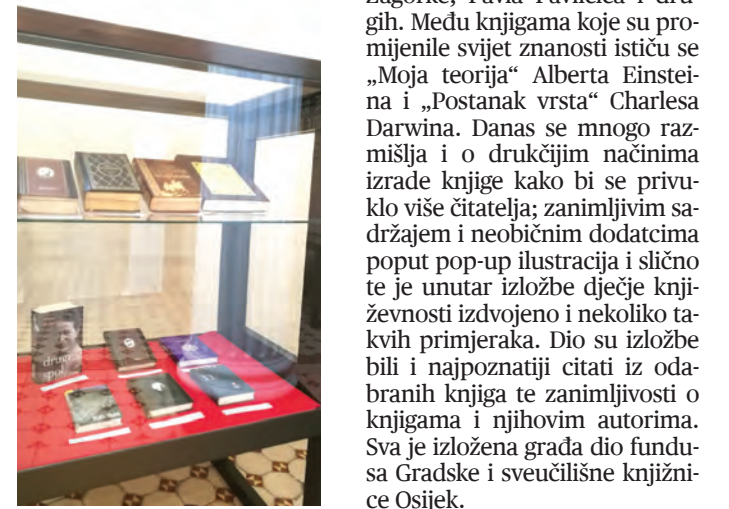 drugi
spol
Zagorke, Pavla Pavličića i dru-
gih. Među knjigama koje su pro-
mijenile svijet znanosti ističu se
„Moja teorija“ Alberta Einstei-
na i „Postanak vrsta“ Charlesa
Darwina. Danas se mnogo raz-
mišlja i o drukčijim načinima
izrade knjige kako bi se privu-
klo više čitatelja; zanimljivim sa-
držajem i neobičnim dodatcima
poput pop-up ilustracija i slično
te je unutar izložbe dječje knji-
ževnosti izdvojeno i nekoliko ta-
kvih primjeraka. Dio su izložbe
bili i najpoznatiji citati iz oda-
branih knjiga te zanimljivosti o
knjigama i njihovim autorima.
Sva je izložena građa dio fundu-
sa Gradske i sveučilišne knjižni-
ce Osijek.